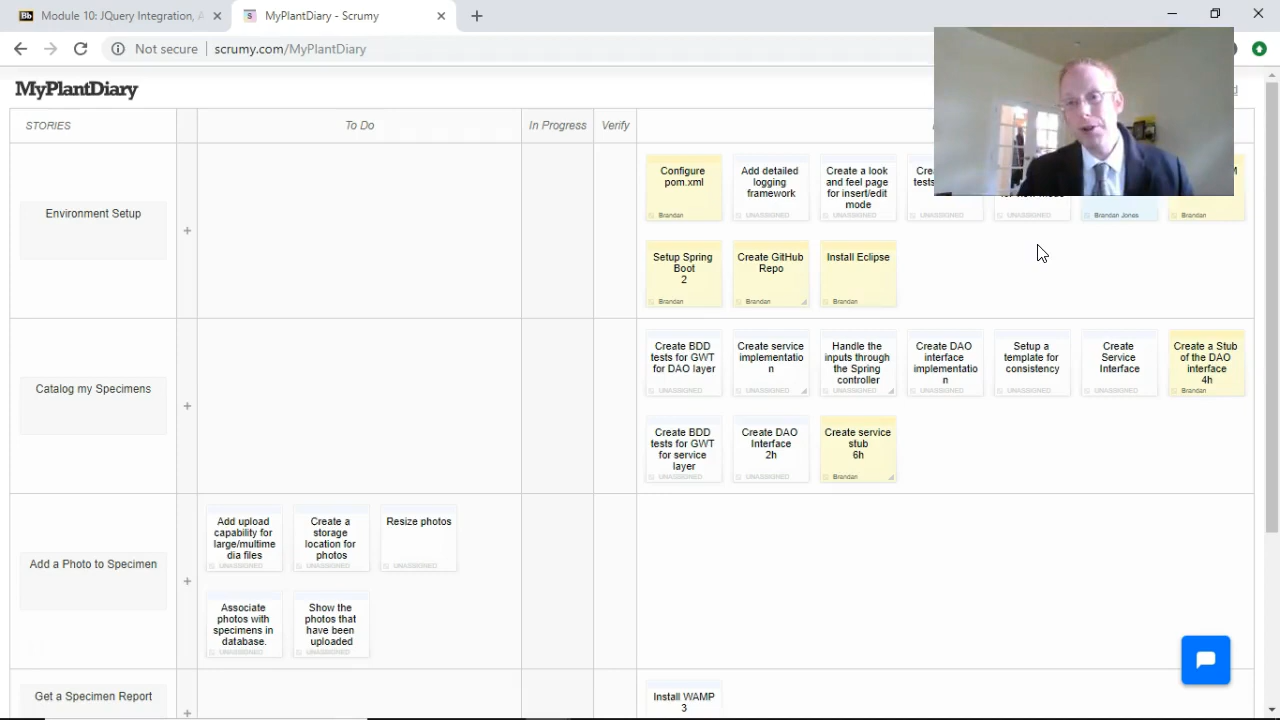 Module 10: JQuery Integration, A
MyPlantDiary - Scrumy
Not secure
scrumy.com/MyPlantDiary
MyPlantDiary
STORIES
To Do
In Progress
Verify
Environment Setup
+
Configure
pom.xml
Brandan
Add detailed
logging
framework
UNASSIGNED
Create a look
and feel page
for insert/edit
mode
UNASSIGNED
UNASSIGNED
UNASSIGNED
Brandan Jones
Brandan
Setup Spring
Boot
2
Brandan
Create GitHub
Repo
Brandan
Install Eclipse
Brandan
Catalog my Specimens
+
Create BDD
tests for GWT
for DAO layer
UNASSIGNED
Create service
implementatio
n
UNASSIGNED
Handle the
inputs through
the Spring
controller
UNASSIGNED
Create DAO
interface
implementatio
n
UNASSIGNED
Setup a
template for
consistency
UNASSIGNED
Create
Service
Interface
UNASSIGNED
Create a Stub
of the DAO
interface
4h
Brandan
Create BDD
tests for GWT
for service
layer
UNASSIGNED
Create DAO
Interface
2h
UNASSIGNED
Create service
stub
6h
Brandan
Add a Photo to Specimen
+
Add upload
capability for
large/multime
dia files
UNASSIGNED
Create a
storage
location for
photos
UNASSIGNED
Resize photos
UNASSIGNED
Associate
photos with
specimens in
database.
UNASSIGNED
Show the
photos that
have been
uploaded
UNASSIGNED
Get a Specimen Report
+
Install WAMP
3